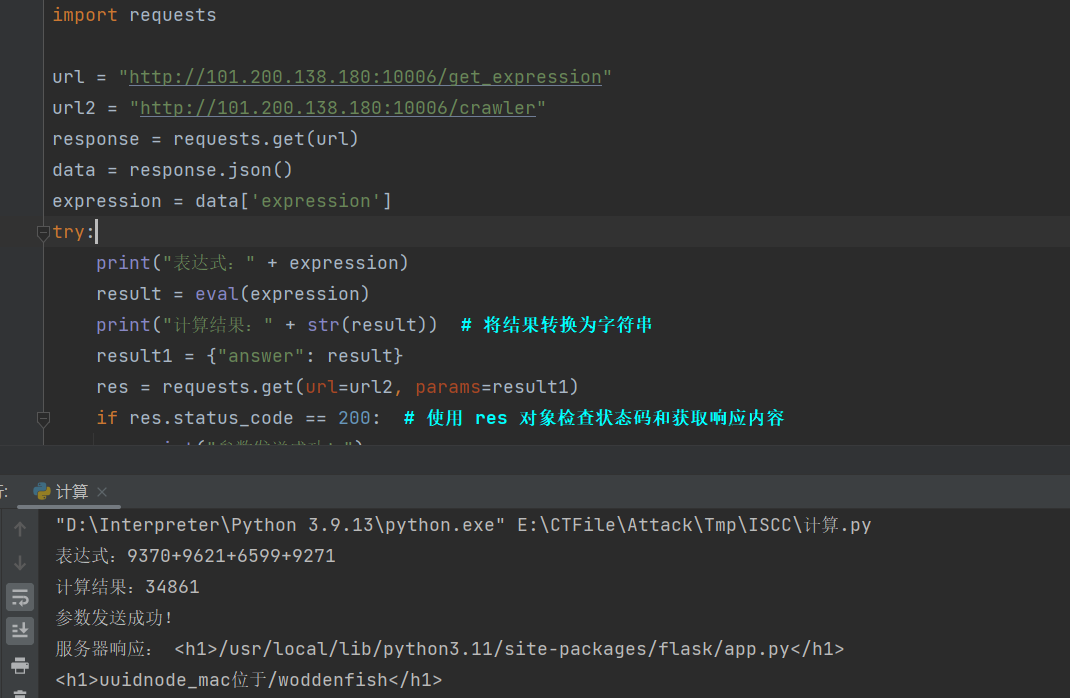 import requests
url = "http://101.200.138.180:10006/get_expression"
url2 = "http://101.200.138.180:10006/crawler"
response = requests.get(url)
data = response.json()
expression = data['expression']
try:
print("表达式：" + expression)
result = eval(expression)
print("计算结果：" + str(result))  # 将结果转换为字符串
result1 = {"answer": result}
res = requests.get(url=url2, params=result1)
if res.status_code == 200:  # 使用 res 对象检查状态码和获取响应内容
计算
"D:\Interpreter\Python 3.9.13\python.exe" E:\CTFile\Attack\Tmp\ISCC\计算.py
表达式：9370+9621+6599+9271
计算结果：34861
参数发送成功！
服务器响应： <h1>/usr/local/lib/python3.11/site-packages/flask/app.py</h1>
<h1>uuidnode_mac位于/woddenfish</h1>